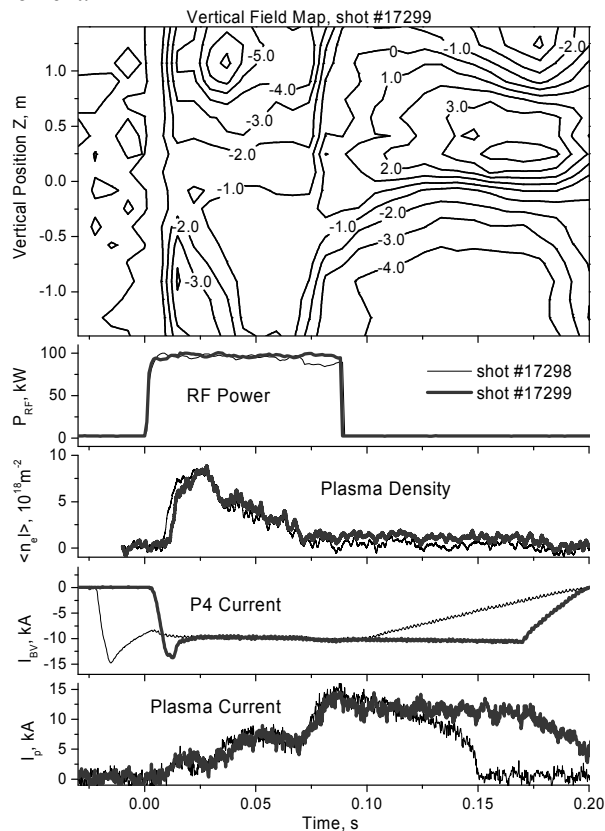 Vertical Field Map, shot #17299
Vertical Position Z, m
1.0
0.5
0.0
-0.5
-1.0
-5.0
-4.0
-3.0
-2.0
-1.0
2.0
-3.0
0
-1.0
-2.0
1.0
3.0
2.0
-1.0
-2.0
-3.0
-4.0
P_RF, kW
100
50
0
RF Power
shot #17298
shot #17299
<n_e l>, 10^18 m^-2
10
5
0
Plasma Density
I_BV, kA
0
-5
-10
-15
P4 Current
I_p, kA
15
10
5
0
Plasma Current
0.00 0.05 0.10 0.15 0.20
Time, s